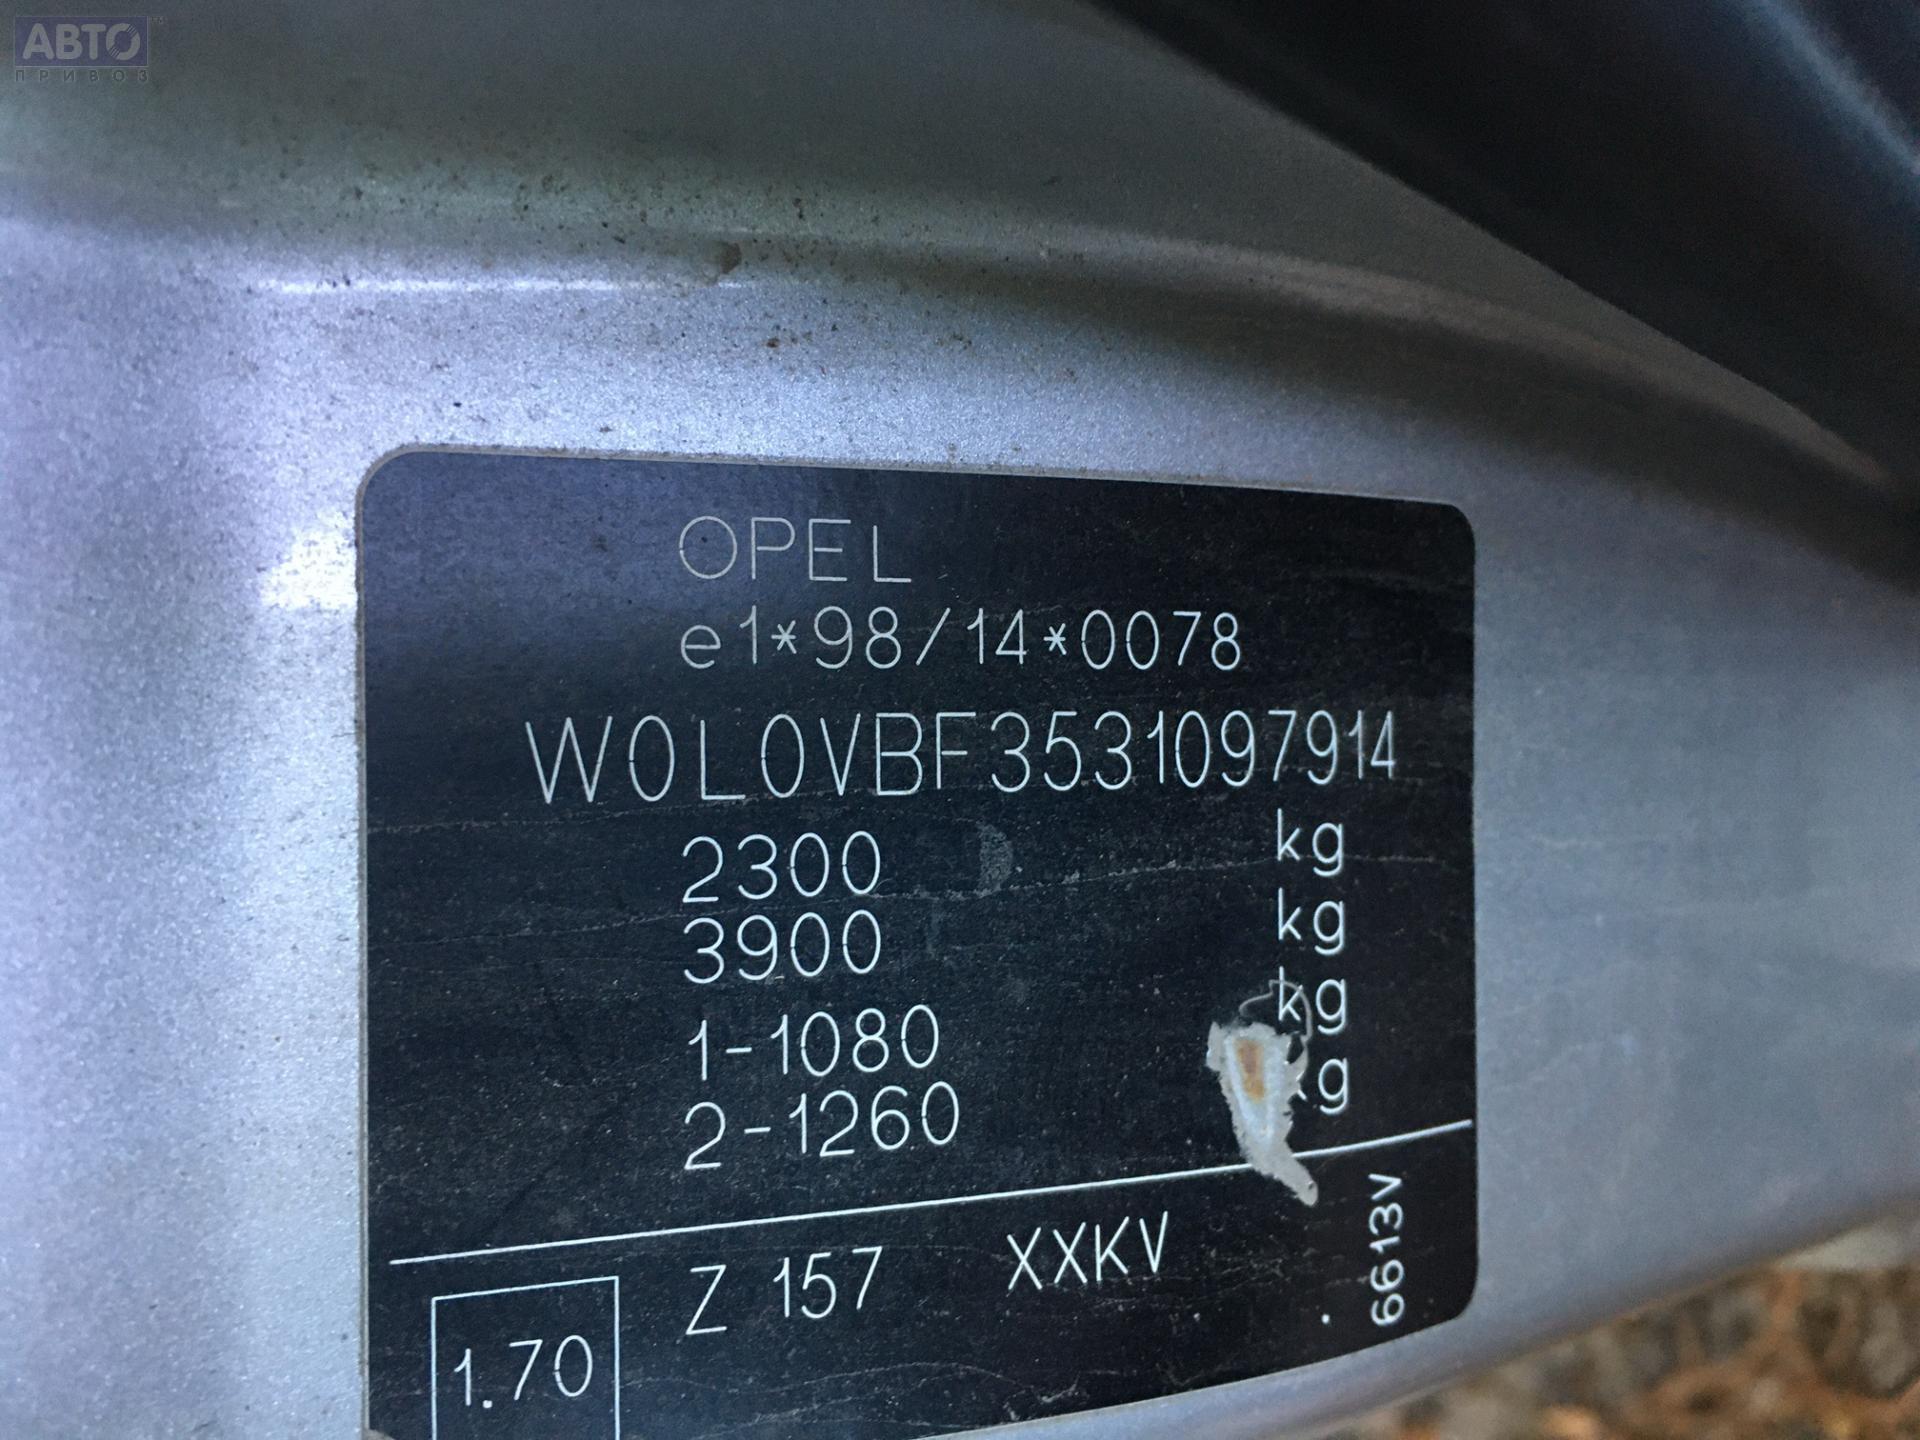 АВТО
ПРИВОЗ
OPEL
e1*98/14*0078
W0L0VBF3531097914
2300 kg
3900 kg
1-1080 kg
2-1260 kg
Z 157 XXKV
1.70
6613V